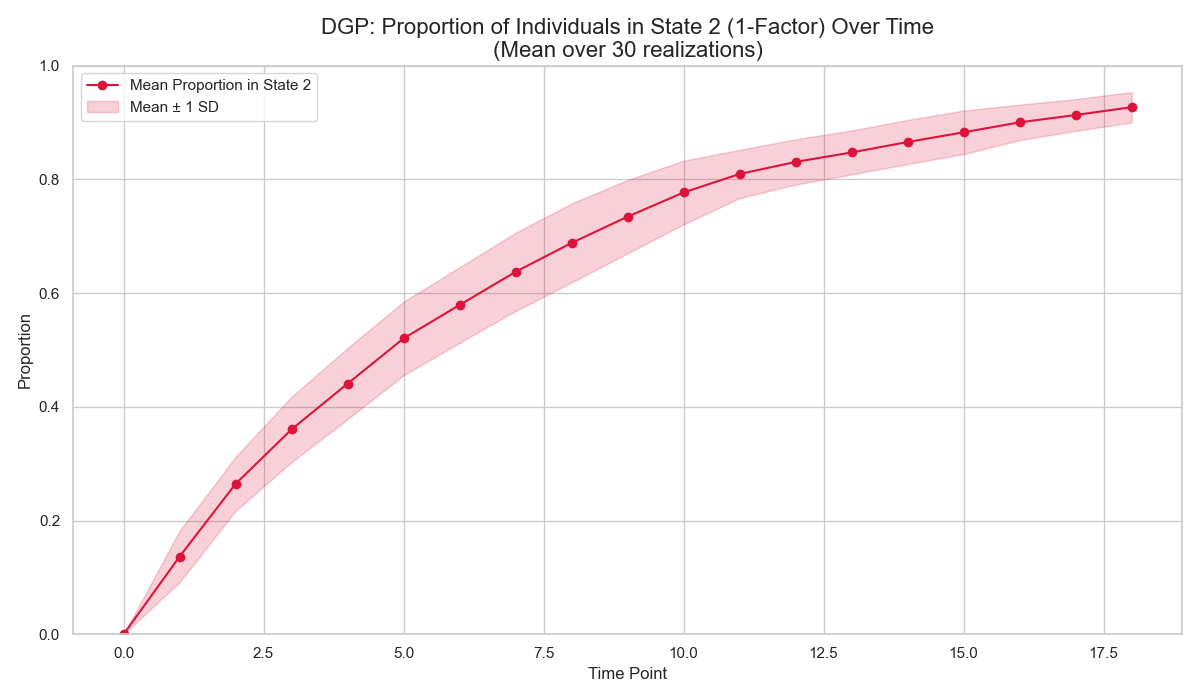 DGP: Proportion of Individuals in State 2 (1-Factor) Over Time
(Mean over 30 realizations)
Mean Proportion in State 2
Mean ± 1 SD
Proportion
1.0
0.8
0.6
0.4
0.2
0.0
0.0 2.5 5.0 7.5 10.0 12.5 15.0 17.5
Time Point